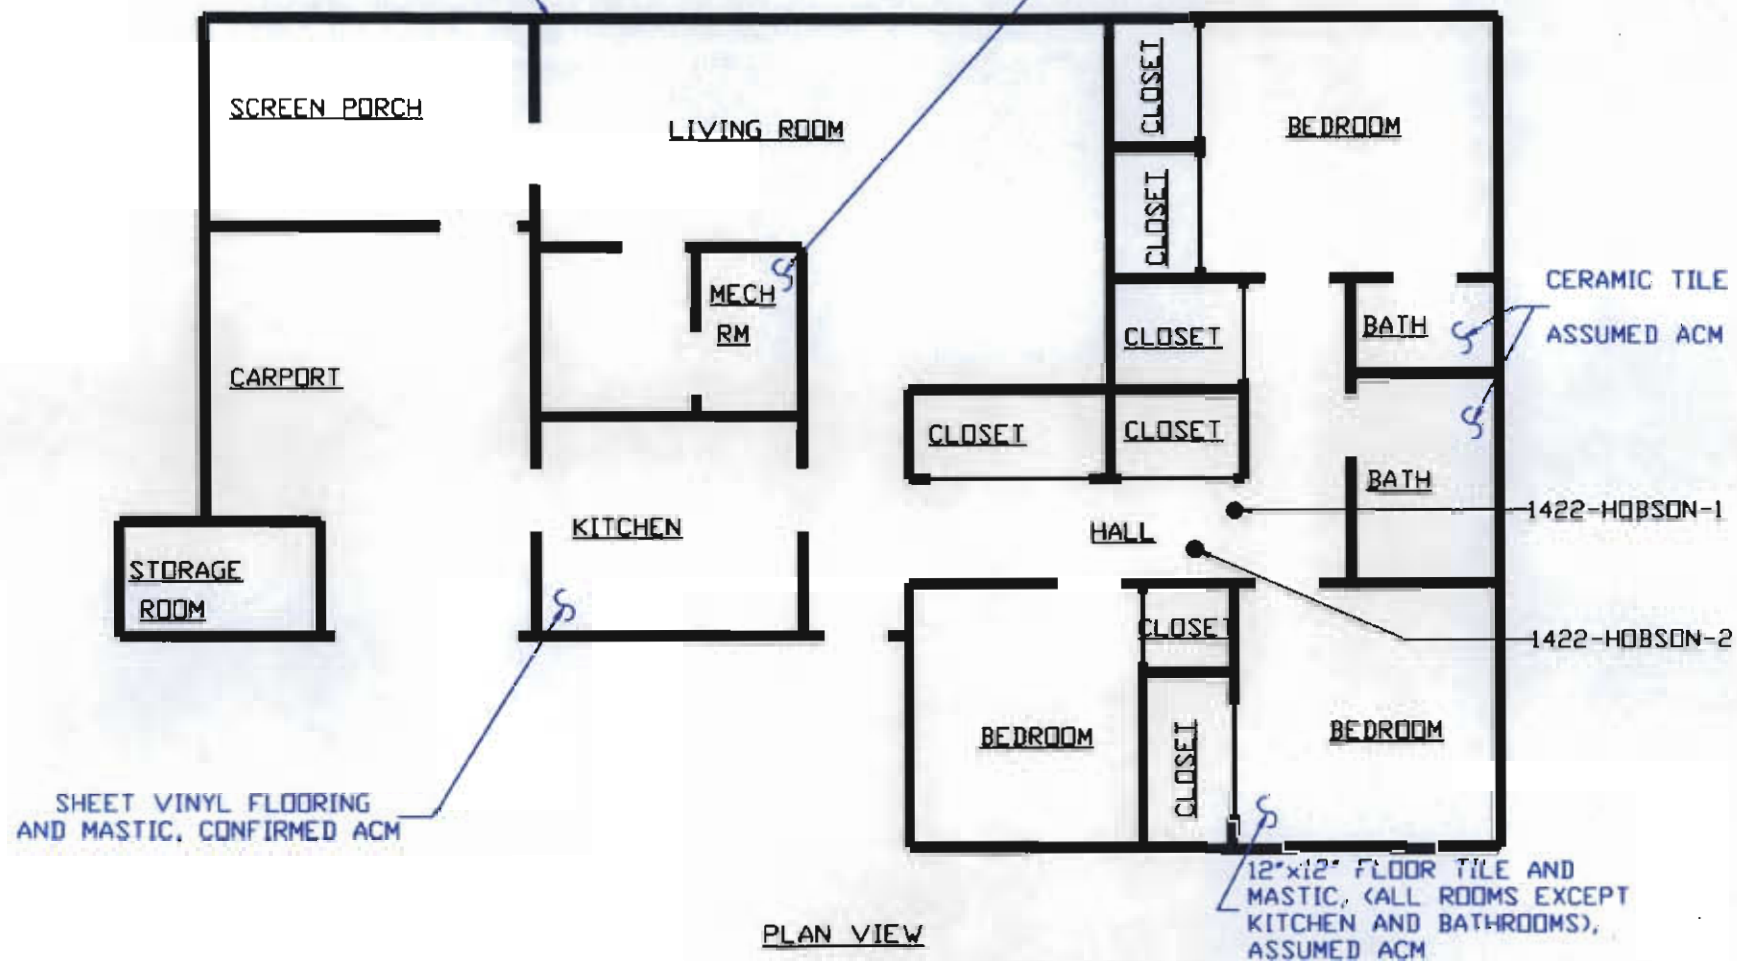 SCREEN PORCH
LIVING ROOM
CLOSET
CLOSET
BEDROOM
MECH
RM
CARPORT
CLOSET
BATH
CERAMIC TILE
ASSUMED ACM
CLOSET
CLOSET
BATH
1422-HOBSON-1
KITCHEN
HALL
STORAGE
ROOM
CLOSET
1422-HOBSON-2
BEDROOM
CLOSET
BEDROOM
SHEET VINYL FLOORING
AND MASTIC, CONFIRMED ACM
12"x12" FLOOR TILE AND
MASTIC, (ALL ROOMS EXCEPT
KITCHEN AND BATHROOMS),
ASSUMED ACM
PLAN VIEW